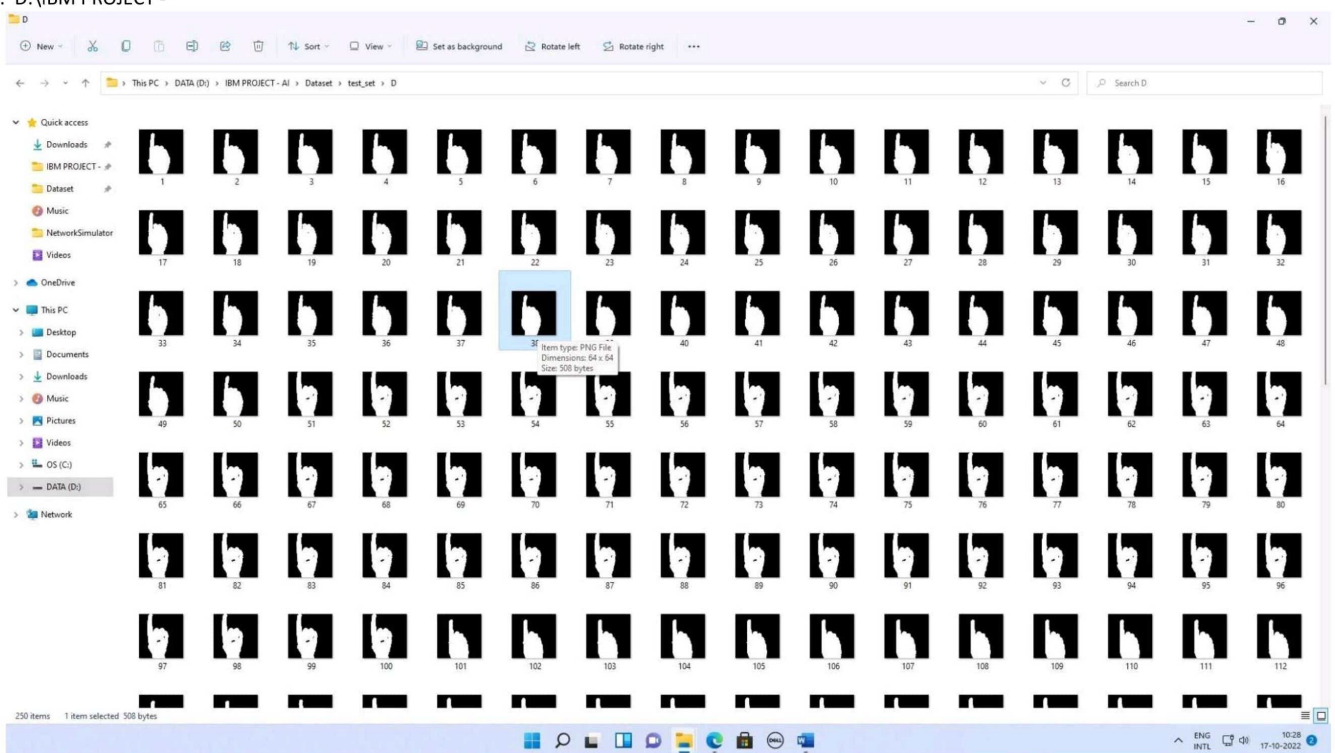 : D:\IBM PROJECT -
D
New
Sort
View
Set as background
Rotate left
Rotate right
This PC > DATA (D:) > IBM PROJECT - AI > Dataset > test_set > D
Search D
Quick access
Downloads
IBM PROJECT -
Dataset
Music
NetworkSimulator
Videos
OneDrive
This PC
Desktop
Documents
Downloads
Music
Pictures
Videos
OS (C:)
DATA (D:)
Network
1 2 3 4 5 6 7 8 9 10 11 12 13 14 15 16
17 18 19 20 21 22 23 24 25 26 27 28 29 30 31 32
33 34 35 36 37 38 40 41 42 43 44 45 46 47 48
Item type: PNG File
Dimensions: 64 x 64
Size: 508 bytes
49 50 51 52 53 54 55 56 57 58 59 60 61 62 63 64
65 66 67 68 69 70 71 72 73 74 75 76 77 78 79 80
81 82 83 84 85 86 87 88 89 90 91 92 93 94 95 96
97 98 99 100 101 102 103 104 105 106 107 108 109 110 111 112
250 items 1 item selected 508 bytes
DELL
W
ENG
INTL
10:28
17-10-2022
2